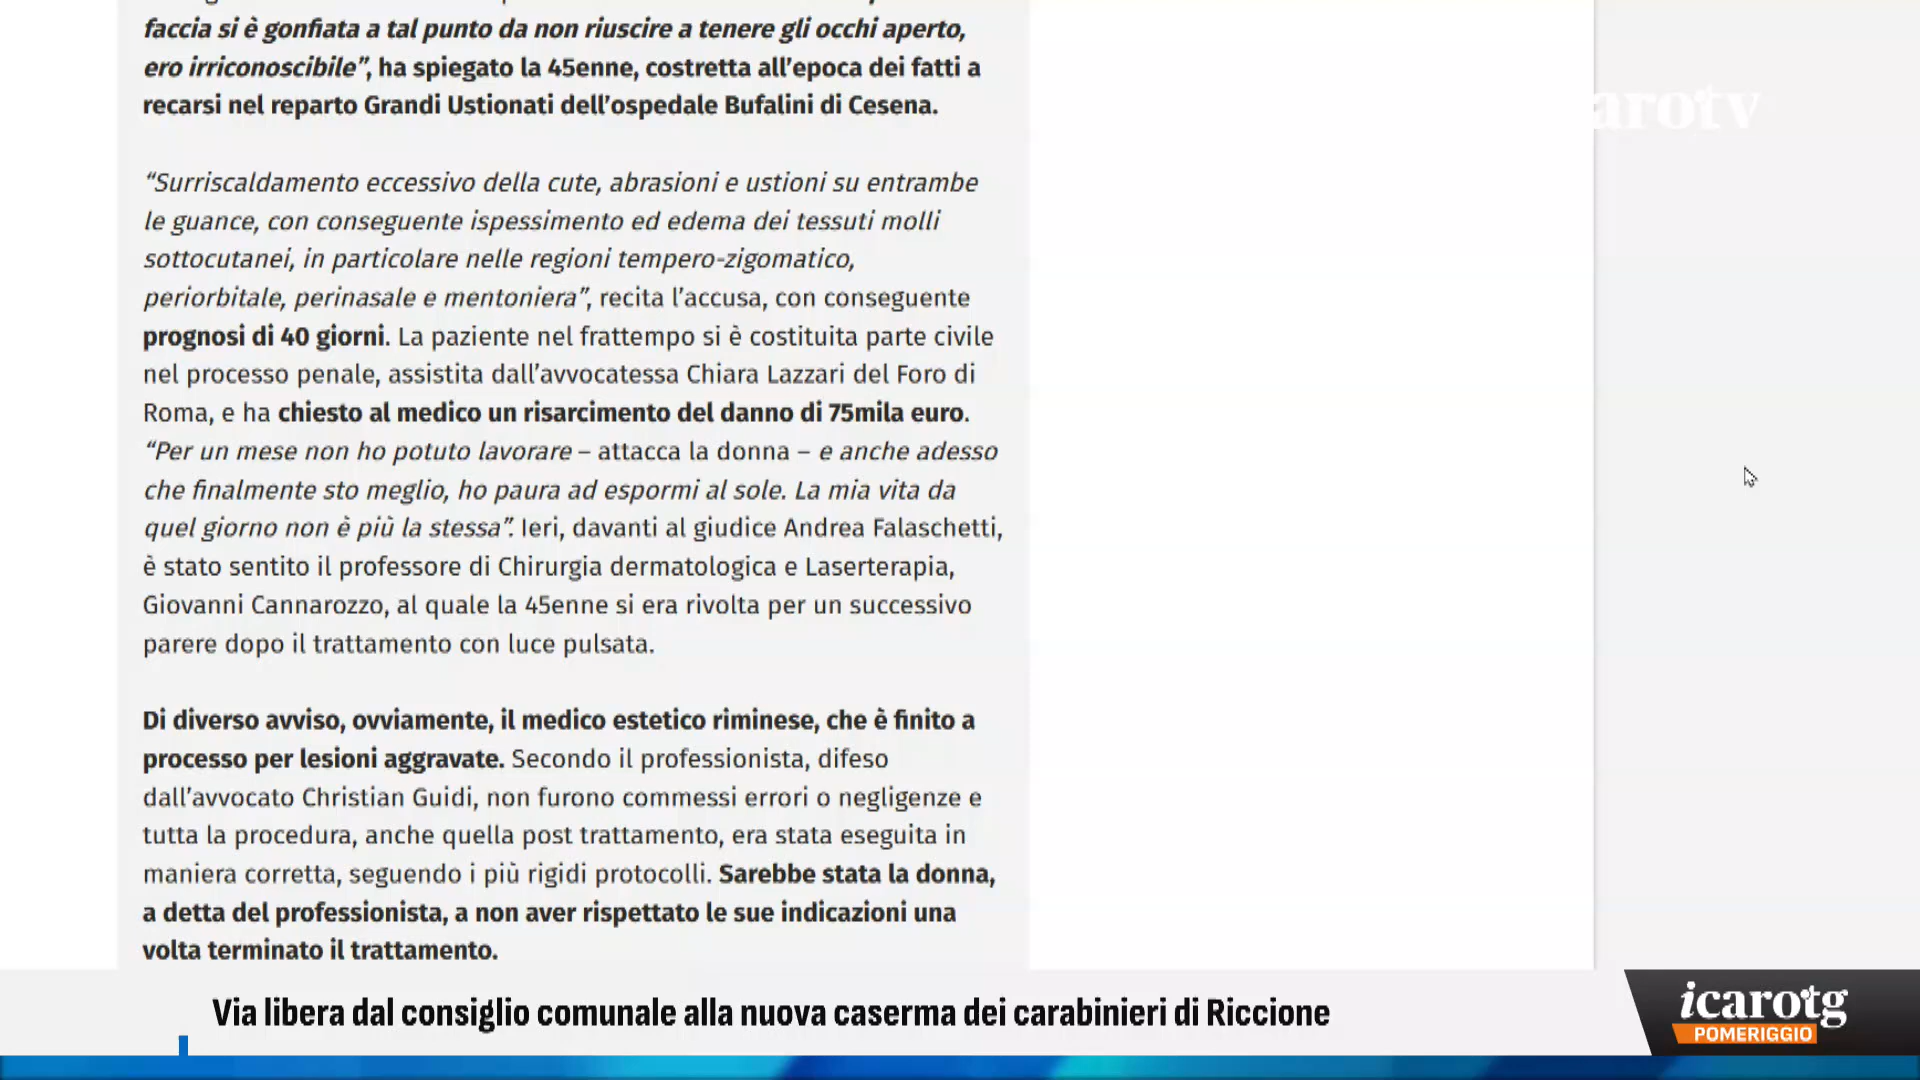 faccia si è gonfiata a tal punto da non riuscire a tenere gli occhi aperto,
ero irriconoscibile”, ha spiegato la 45enne, costretta all’epoca dei fatti a
recarsi nel reparto Grandi Ustionati dell’ospedale Bufalini di Cesena.
“Surriscaldamento eccessivo della cute, abrasioni e ustioni su entrambe
le guance, con conseguente ispessimento ed edema dei tessuti molli
sottocutanei, in particolare nelle regioni tempero-zigomatico,
periorbitale, perinasale e mentoniera”, recita l’accusa, con conseguente
prognosi di 40 giorni. La paziente nel frattempo si è costituita parte civile
nel processo penale, assistita dall’avvocatessa Chiara Lazzari del Foro di
Roma, e ha chiesto al medico un risarcimento del danno di 75mila euro.
“Per un mese non ho potuto lavorare – attacca la donna – e anche adesso
che finalmente sto meglio, ho paura ad espormi al sole. La mia vita da
quel giorno non è più la stessa”. Ieri, davanti al giudice Andrea Falaschetti,
è stato sentito il professore di Chirurgia dermatologica e Laserterapia,
Giovanni Cannarozzo, al quale la 45enne si era rivolta per un successivo
parere dopo il trattamento con luce pulsata.
Di diverso avviso, ovviamente, il medico estetico riminese, che è finito a
processo per lesioni aggravate. Secondo il professionista, difeso
dall’avvocato Christian Guidi, non furono commessi errori o negligenze e
tutta la procedura, anche quella post trattamento, era stata eseguita in
maniera corretta, seguendo i più rigidi protocolli. Sarebbe stata la donna,
a detta del professionista, a non aver rispettato le sue indicazioni una
volta terminato il trattamento.
arotv
Via libera dal consiglio comunale alla nuova caserma dei carabinieri di Riccione
icarotg
POMERIGGIO